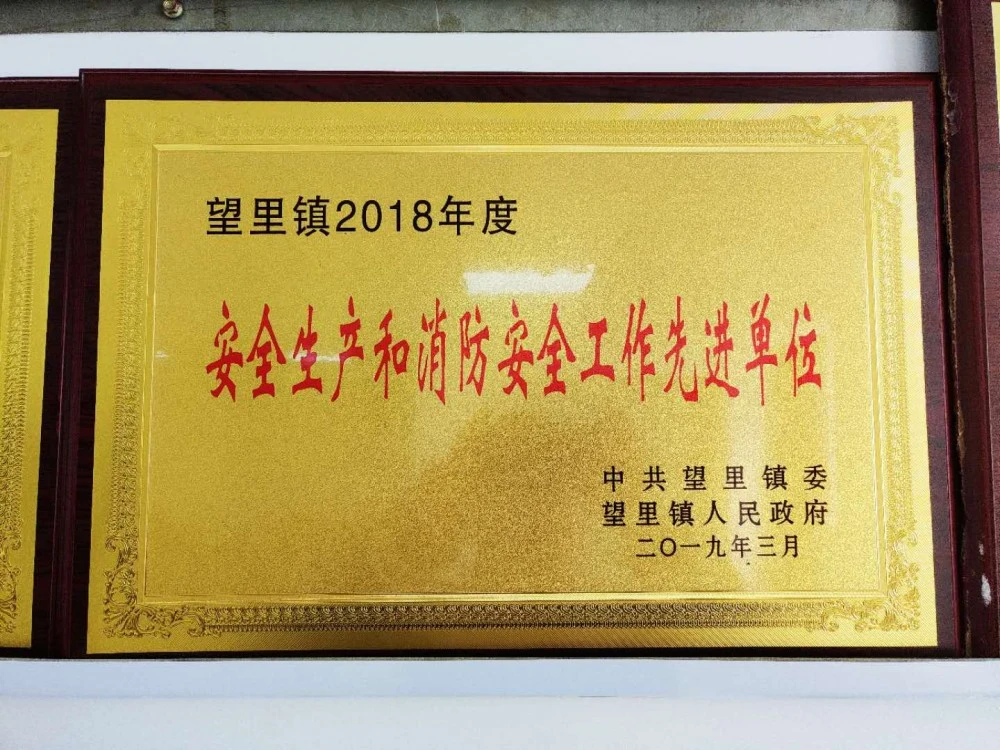 望里镇2018年度
安全生产和消防安全工作先进单位
中共望里镇委
望里镇人民政府
二〇一九年三月